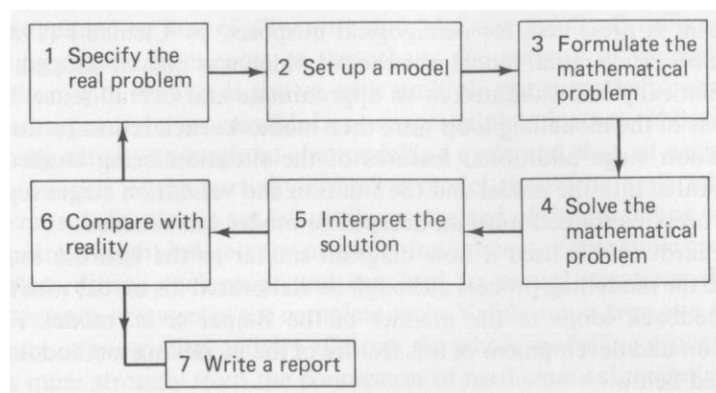 1 Specify the
real problem
2 Set up a model
3 Formulate the
mathematical
problem
4 Solve the
mathematical
problem
5 Interpret the
solution
6 Compare with
reality
7 Write a report